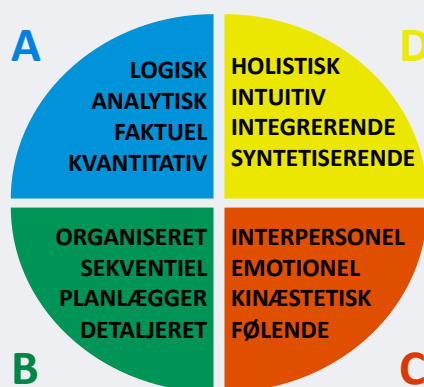 A
LOGISK
ANALYTISK
FAKTUEL
KVANTITATIV
D
HOLISTISK
INTUITIV
INTEGRERENDE
SYNTETISERENDE
B
ORGANISERET
SEKVENTIEL
PLANLÆGGER
DETALJERET
C
INTERPERSONEL
EMOTIONEL
KINÆSTETISK
FØLENDE